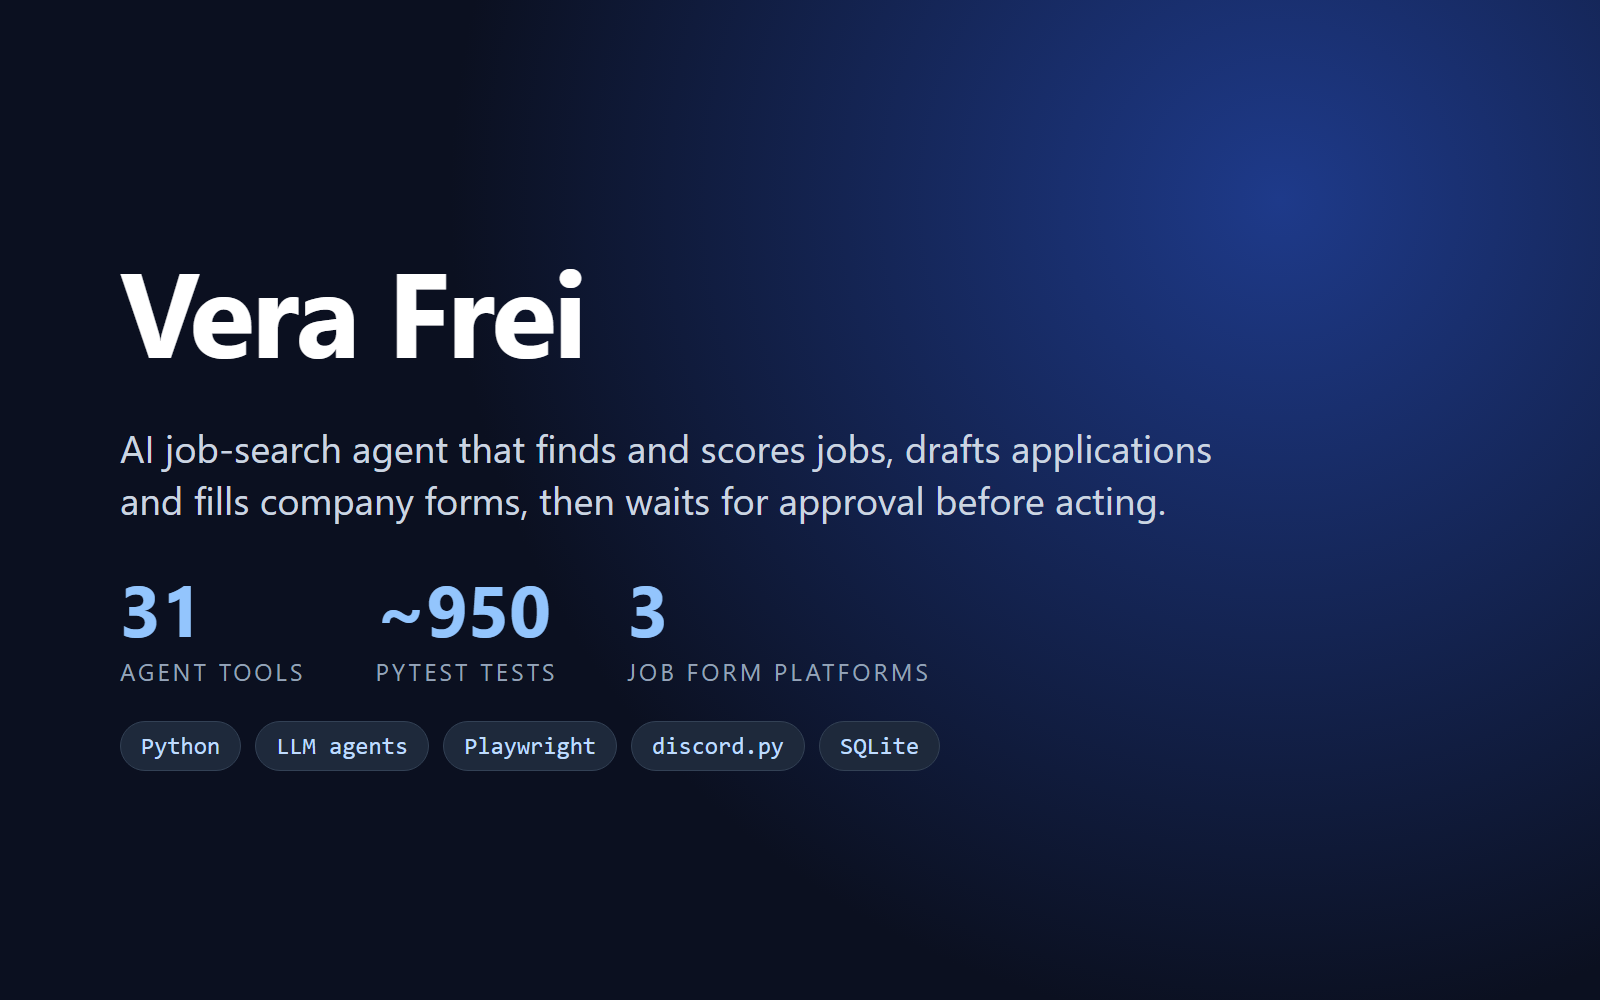 Vera Frei
AI job-search agent that finds and scores jobs, drafts applications
and fills company forms, then waits for approval before acting.
31 ~950 3
AGENT TOOLS PYTEST TESTS JOB FORM PLATFORMS
Python LLM agents Playwright discord.py SQLite